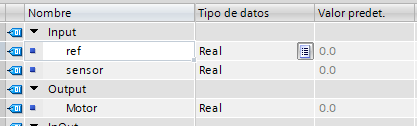 Nombre Tipo de datos Valor predet.
Input
ref Real 0.0
sensor Real 0.0
Output
Motor Real 0.0
InOut